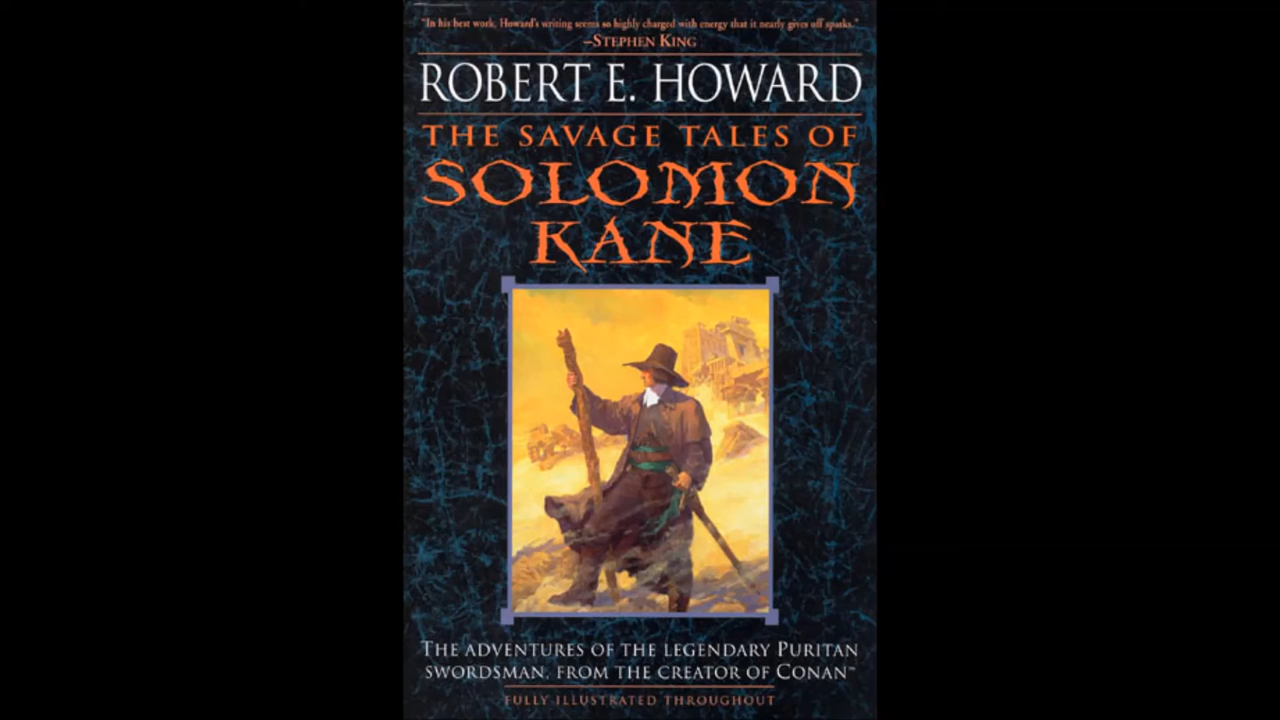 "In his best work, Howard's writing seems so highly charged with energy that it nearly gives off sparks."
—STEPHEN KING
ROBERT E. HOWARD
THE SAVAGE TALES OF
SOLOMON
KANE
THE ADVENTURES OF THE LEGENDARY PURITAN
SWORDSMAN, FROM THE CREATOR OF CONAN™
FULLY ILLUSTRATED THROUGHOUT